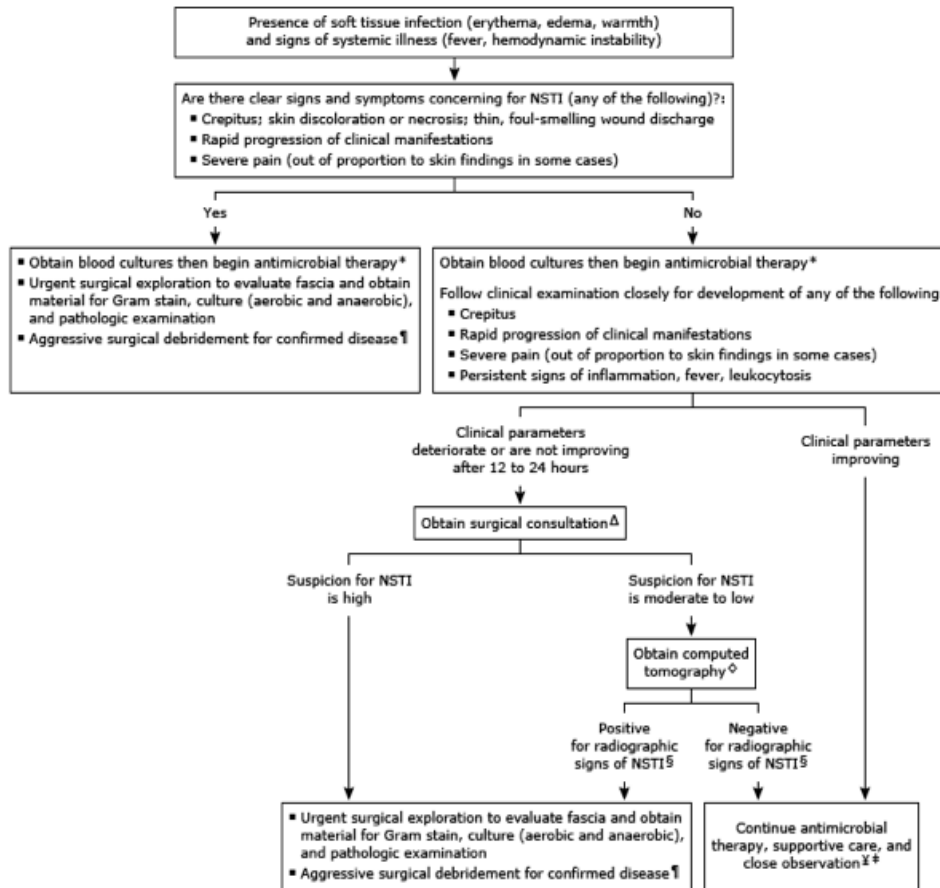 Presence of soft tissue infection (erythema, edema, warmth)
and signs of systemic illness (fever, hemodynamic instability)
Are there clear signs and symptoms concerning for NSTI (any of the following)?:
▪ Crepitus; skin discoloration or necrosis; thin, foul-smelling wound discharge
▪ Rapid progression of clinical manifestations
▪ Severe pain (out of proportion to skin findings in some cases)
Yes
No
▪ Obtain blood cultures then begin antimicrobial therapy*
▪ Urgent surgical exploration to evaluate fascia and obtain
material for Gram stain, culture (aerobic and anaerobic),
and pathologic examination
▪ Aggressive surgical debridement for confirmed disease¶
Obtain blood cultures then begin antimicrobial therapy*
Follow clinical examination closely for development of any of the following:
▪ Crepitus
▪ Rapid progression of clinical manifestations
▪ Severe pain (out of proportion to skin findings in some cases)
▪ Persistent signs of inflammation, fever, leukocytosis
Clinical parameters
deteriorate or are not improving
after 12 to 24 hours
Clinical parameters
improving
Obtain surgical consultationΔ
Suspicion for NSTI
is high
Suspicion for NSTI
is moderate to low
Obtain computed
tomography◇
Positive
for radiographic
signs of NSTI§
Negative
for radiographic
signs of NSTI§
▪ Urgent surgical exploration to evaluate fascia and obtain
material for Gram stain, culture (aerobic and anaerobic),
and pathologic examination
▪ Aggressive surgical debridement for confirmed disease¶
Continue antimicrobial
therapy, supportive care, and
close observation¥‡